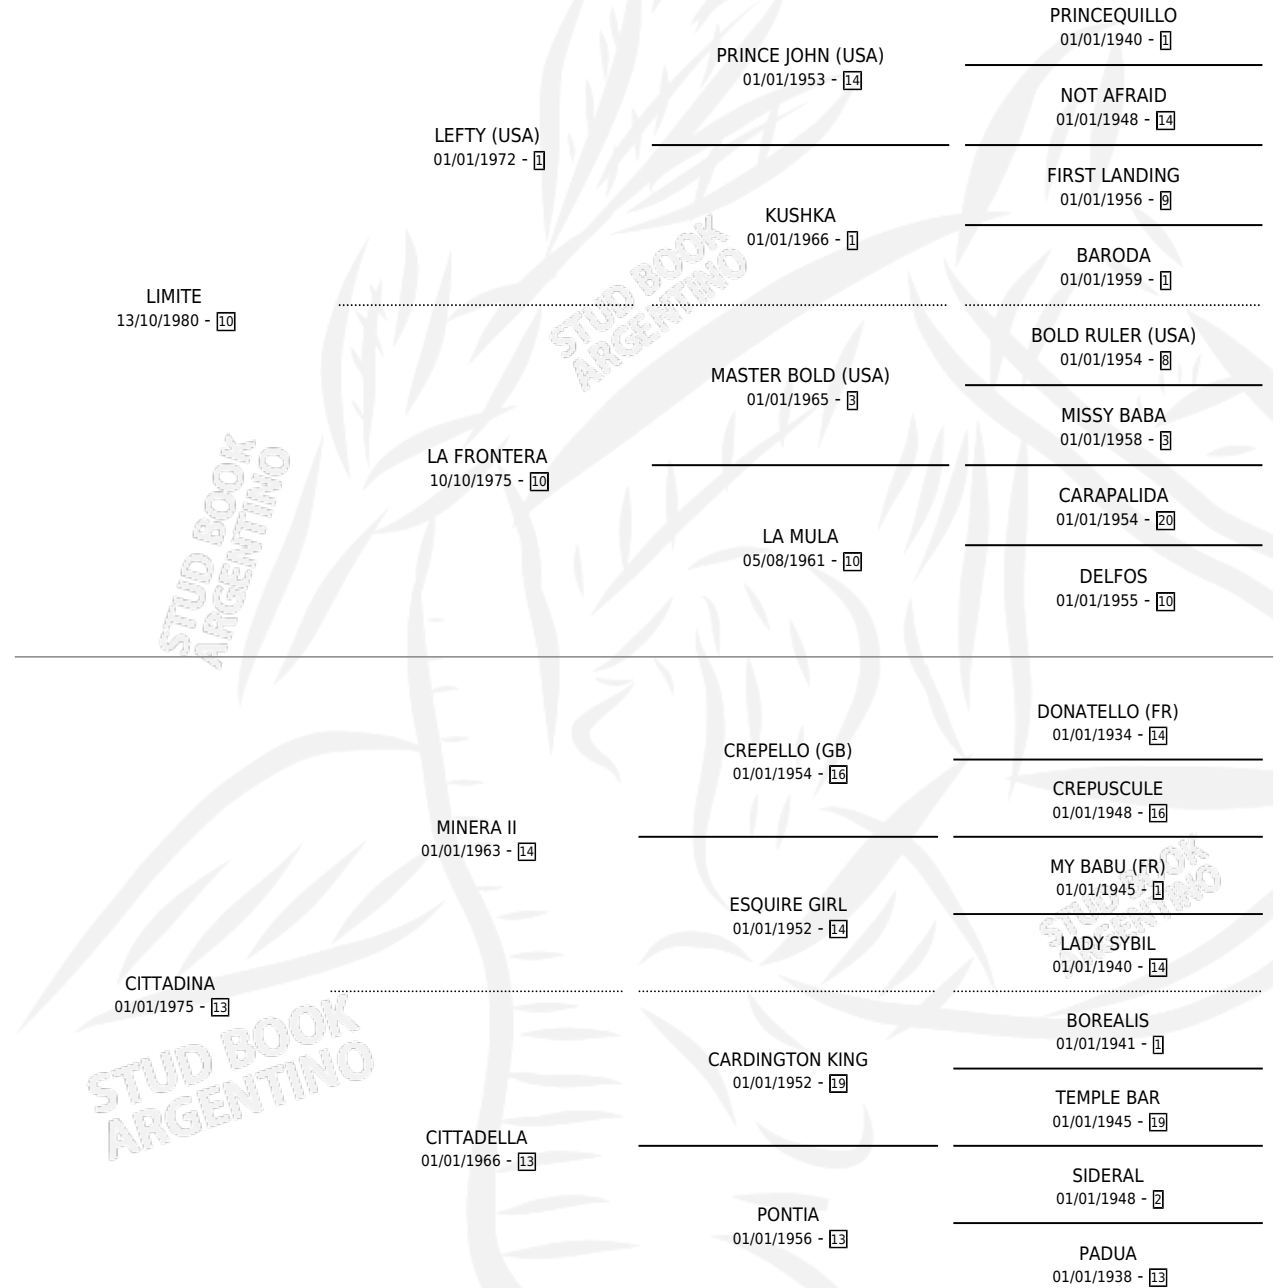 PRINCEQUILLO
01/01/1940 - 1
PRINCE JOHN (USA)
01/01/1953 - 14
NOT AFRAID
01/01/1948 - 14
LEFTY (USA)
01/01/1972 - 1
FIRST LANDING
01/01/1956 - 9
KUSHKA
01/01/1966 - 1
BARODA
01/01/1959 - 1
LIMITE
13/10/1980 - 10
BOLD RULER (USA)
01/01/1954 - 8
MASTER BOLD (USA)
01/01/1965 - 3
MISSY BABA
01/01/1958 - 3
LA FRONTERA
10/10/1975 - 10
CARAPALIDA
01/01/1954 - 20
LA MULA
05/08/1961 - 10
DELFOS
01/01/1955 - 10
DONATELLO (FR)
01/01/1934 - 14
CREPELLO (GB)
01/01/1954 - 16
CREPUSCULE
01/01/1948 - 16
MINERA II
01/01/1963 - 14
MY BABU (FR)
01/01/1945 - 1
ESQUIRE GIRL
01/01/1952 - 14
LADY SYBIL
01/01/1940 - 14
CITTADINA
01/01/1975 - 13
BOREALIS
01/01/1941 - 1
CARDINGTON KING
01/01/1952 - 19
TEMPLE BAR
01/01/1945 - 19
CITTADELLA
01/01/1966 - 13
SIDERAL
01/01/1948 - 2
PONTIA
01/01/1956 - 13
PADUA
01/01/1938 - 13
STUD BOOK
ARGENTINO
STUD BOOK
ARGENTINO
STUD BOOK
ARGENTINO
STUD BOOK
ARGENTINO